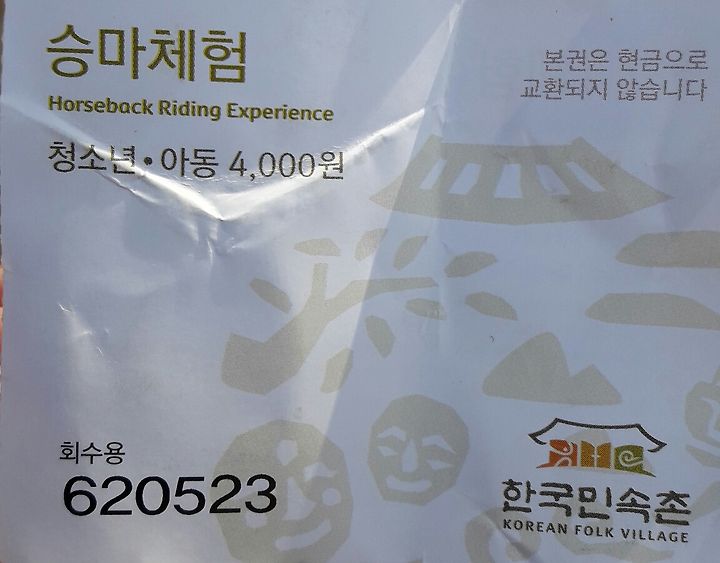 승마체험
Horseback Riding Experience
청소년 • 아동 4,000원
본권은 현금으로
교환되지 않습니다
회수용
620523
한국민속촌
KOREAN FOLK VILLAGE